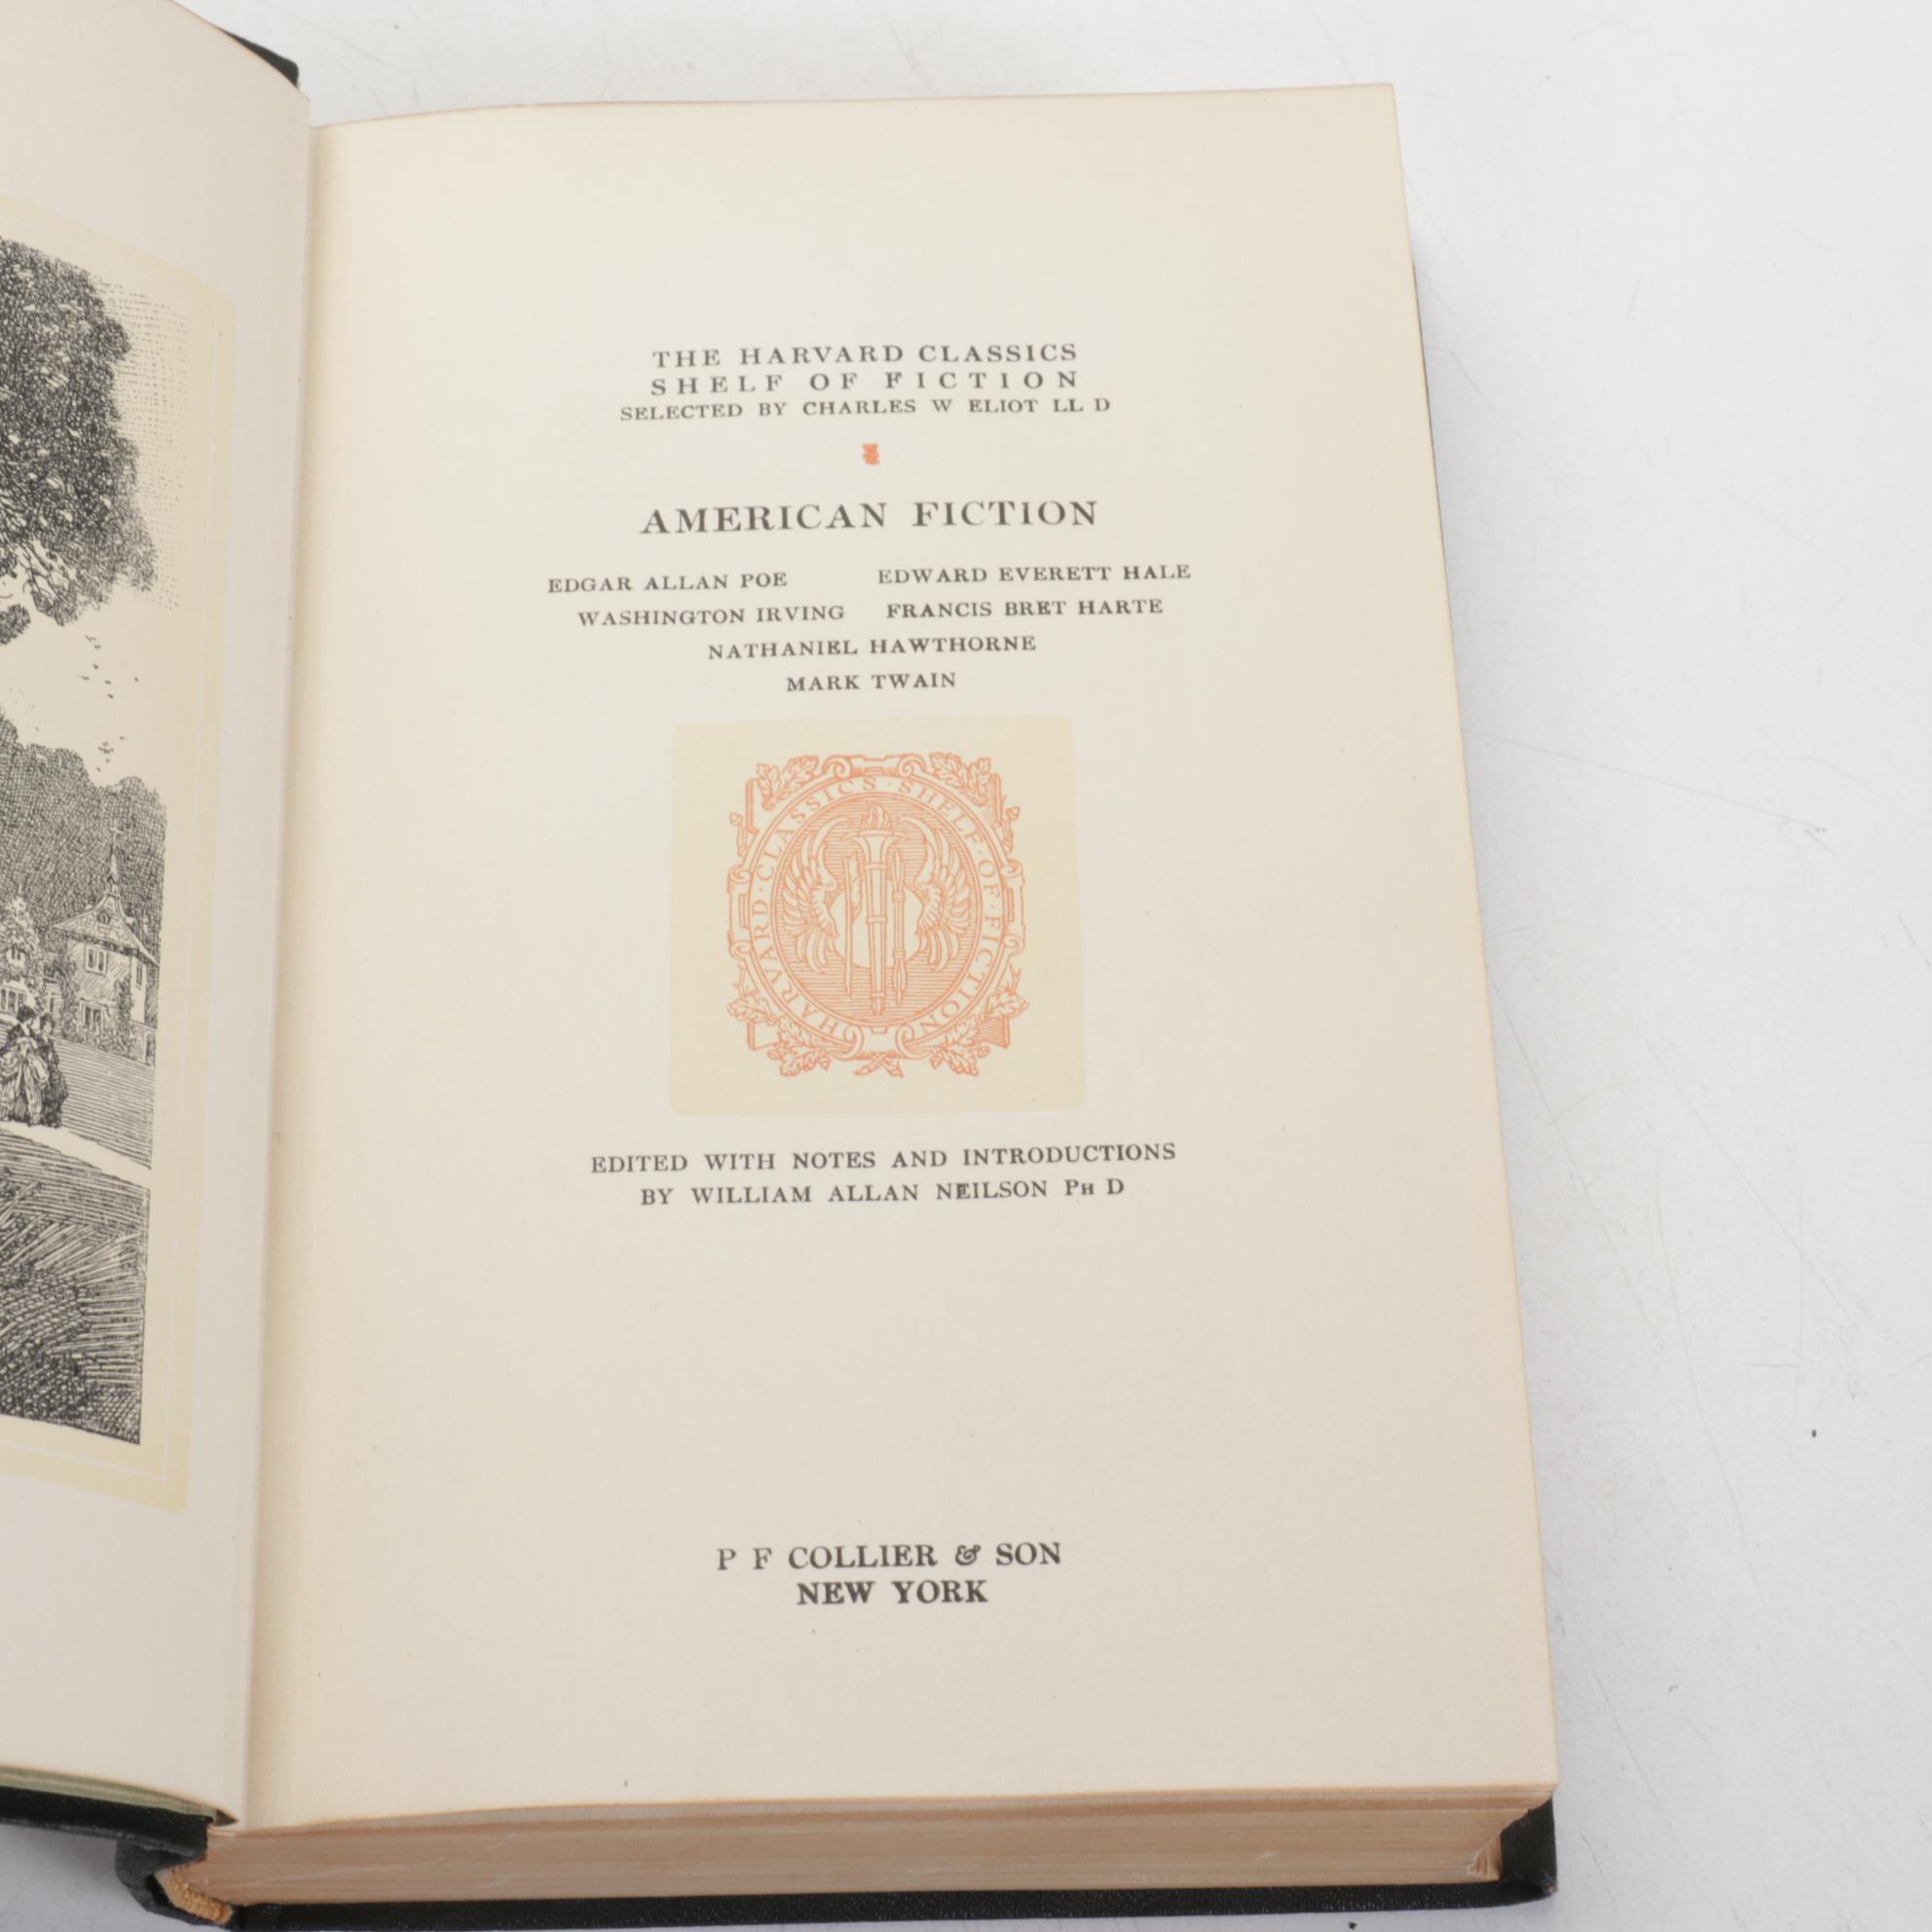 THE HARVARD CLASSICS
SHELF OF FICTION
SELECTED BY CHARLES W ELIOT LL D
AMERICAN FICTION
EDGAR ALLAN POE EDWARD EVERETT HALE
WASHINGTON IRVING FRANCIS BRET HARTE
NATHANIEL HAWTHORNE
MARK TWAIN
HARVARD·CLASSICS·SHELF·OF·FICTION
EDITED WITH NOTES AND INTRODUCTIONS
BY WILLIAM ALLAN NEILSON PH D
P F COLLIER & SON
NEW YORK